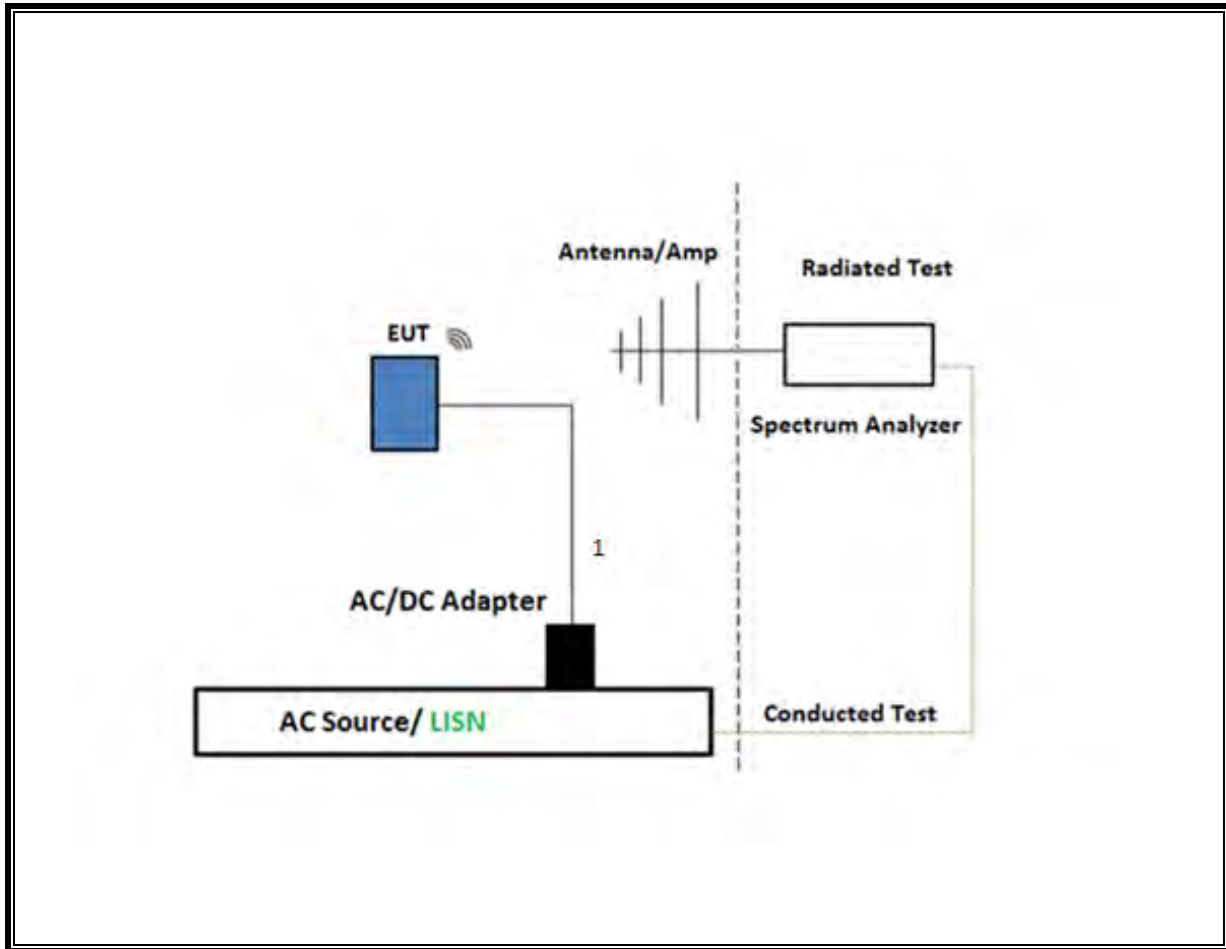 Antenna/Amp
Radiated Test
EUT
Spectrum Analyzer
1
AC/DC Adapter
AC Source/ LISN
Conducted Test